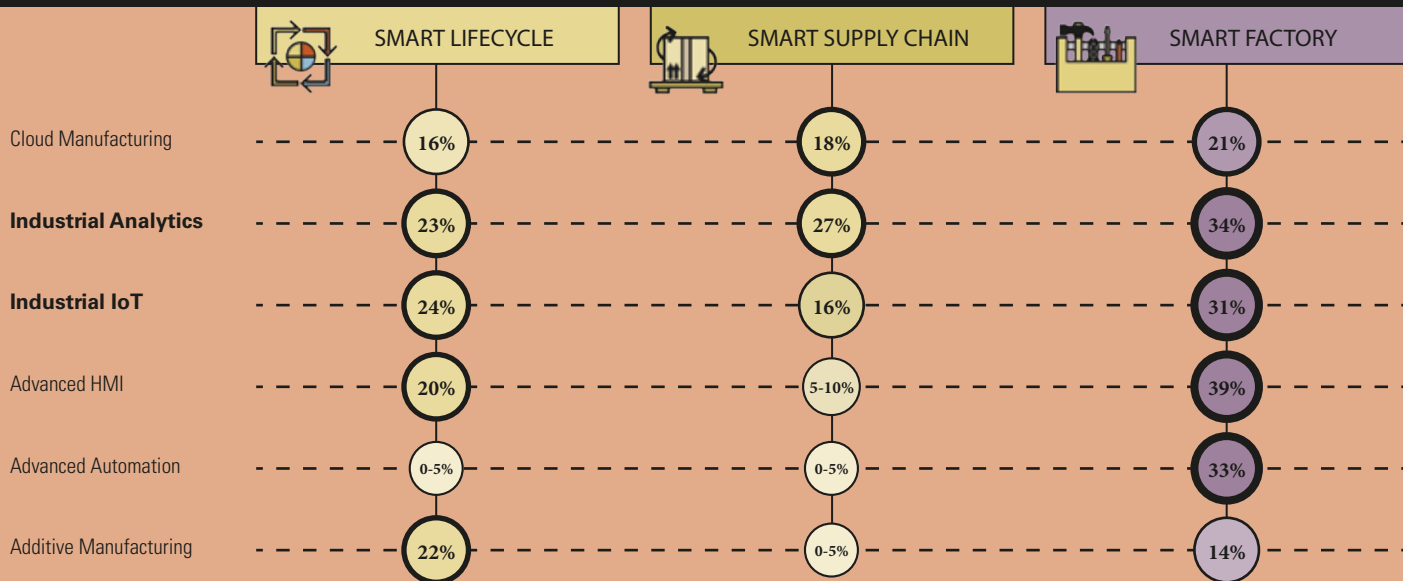 SMART LIFECYCLE SMART SUPPLY CHAIN SMART FACTORY
Cloud Manufacturing 16% 18% 21%
Industrial Analytics 23% 27% 34%
Industrial IoT 24% 16% 31%
Advanced HMI 20% 5-10% 39%
Advanced Automation 0-5% 0-5% 33%
Additive Manufacturing 22% 0-5% 14%